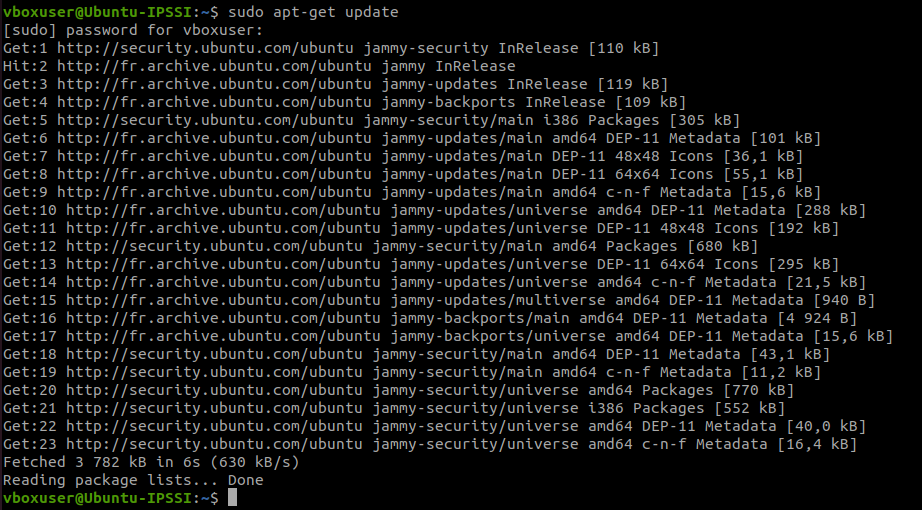 vboxuser@Ubuntu-IPSSI:~$ sudo apt-get update
[sudo] password for vboxuser:
Get:1 http://security.ubuntu.com/ubuntu jammy-security InRelease [110 kB]
Hit:2 http://fr.archive.ubuntu.com/ubuntu jammy InRelease
Get:3 http://fr.archive.ubuntu.com/ubuntu jammy-updates InRelease [119 kB]
Get:4 http://fr.archive.ubuntu.com/ubuntu jammy-backports InRelease [109 kB]
Get:5 http://security.ubuntu.com/ubuntu jammy-security/main i386 Packages [305 kB]
Get:6 http://fr.archive.ubuntu.com/ubuntu jammy-updates/main amd64 DEP-11 Metadata [101 kB]
Get:7 http://fr.archive.ubuntu.com/ubuntu jammy-updates/main DEP-11 48x48 Icons [36,1 kB]
Get:8 http://fr.archive.ubuntu.com/ubuntu jammy-updates/main DEP-11 64x64 Icons [55,1 kB]
Get:9 http://fr.archive.ubuntu.com/ubuntu jammy-updates/main amd64 c-n-f Metadata [15,6 kB]
Get:10 http://fr.archive.ubuntu.com/ubuntu jammy-updates/universe amd64 DEP-11 Metadata [288 kB]
Get:11 http://fr.archive.ubuntu.com/ubuntu jammy-updates/universe DEP-11 48x48 Icons [192 kB]
Get:12 http://security.ubuntu.com/ubuntu jammy-security/main amd64 Packages [680 kB]
Get:13 http://fr.archive.ubuntu.com/ubuntu jammy-updates/universe DEP-11 64x64 Icons [295 kB]
Get:14 http://fr.archive.ubuntu.com/ubuntu jammy-updates/universe amd64 c-n-f Metadata [21,5 kB]
Get:15 http://fr.archive.ubuntu.com/ubuntu jammy-updates/multiverse amd64 DEP-11 Metadata [940 B]
Get:16 http://fr.archive.ubuntu.com/ubuntu jammy-backports/main amd64 DEP-11 Metadata [4 924 B]
Get:17 http://fr.archive.ubuntu.com/ubuntu jammy-backports/universe amd64 DEP-11 Metadata [15,6 kB]
Get:18 http://security.ubuntu.com/ubuntu jammy-security/main amd64 DEP-11 Metadata [43,1 kB]
Get:19 http://security.ubuntu.com/ubuntu jammy-security/main amd64 c-n-f Metadata [11,2 kB]
Get:20 http://security.ubuntu.com/ubuntu jammy-security/universe amd64 Packages [770 kB]
Get:21 http://security.ubuntu.com/ubuntu jammy-security/universe i386 Packages [552 kB]
Get:22 http://security.ubuntu.com/ubuntu jammy-security/universe amd64 DEP-11 Metadata [40,0 kB]
Get:23 http://security.ubuntu.com/ubuntu jammy-security/universe amd64 c-n-f Metadata [16,4 kB]
Fetched 3 782 kB in 6s (630 kB/s)
Reading package lists... Done
vboxuser@Ubuntu-IPSSI:~$